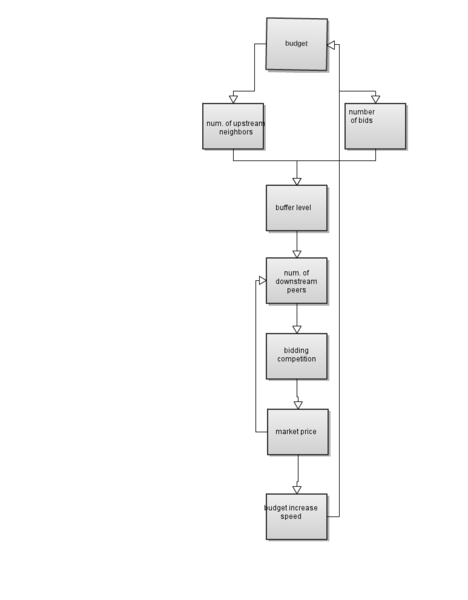 budget
num. of upstream
neighbors
number
of bids
buffer level
num. of
downstream
peers
bidding
competition
market price
budget increase
speed